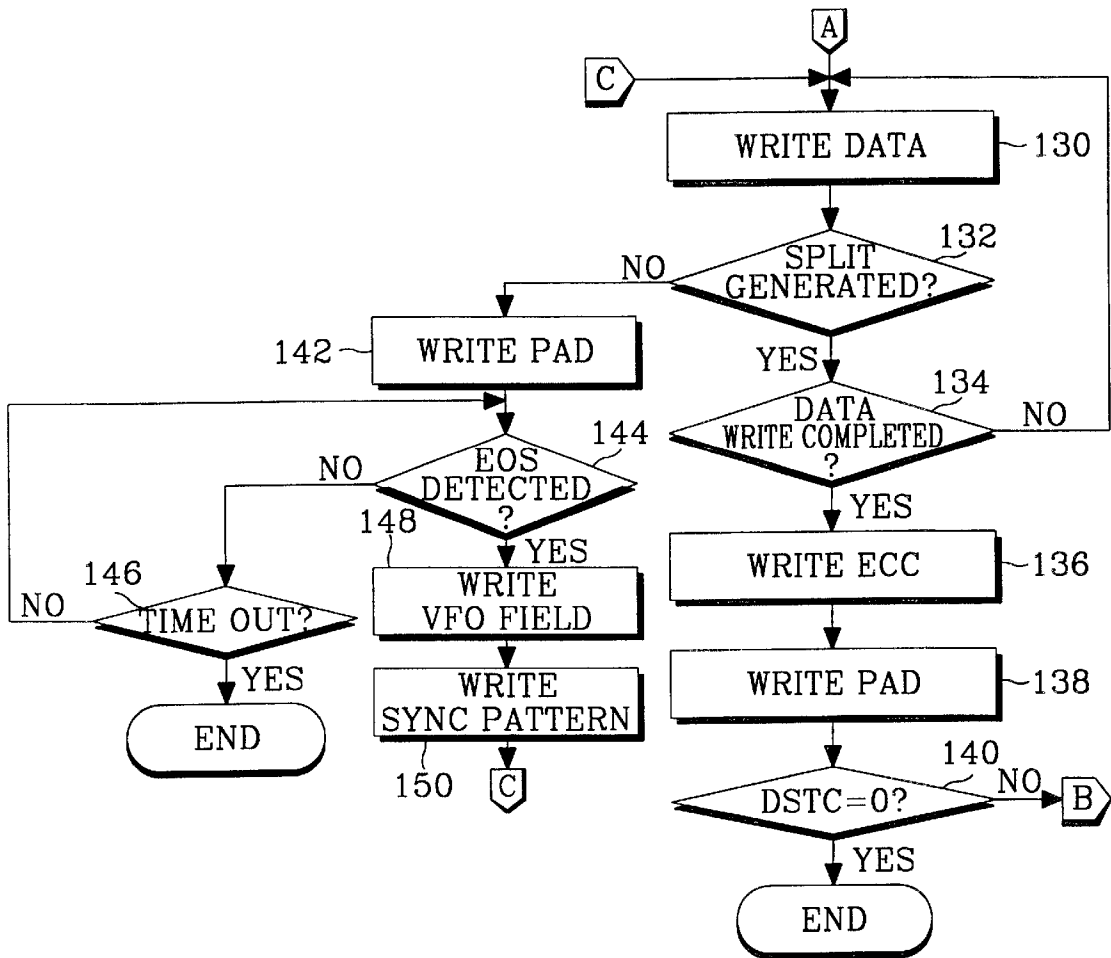 A
C
WRITE DATA
130
SPLIT
GENERATED?
132
NO
YES
142
WRITE PAD
DATA
WRITE COMPLETED
?
134
NO
YES
EOS
DETECTED
?
144
NO
YES
148
WRITE
VFO FIELD
WRITE ECC
136
146
TIME OUT?
NO
YES
END
WRITE
SYNC PATTERN
150
C
WRITE PAD
138
DSTC=0?
140
NO
B
YES
END